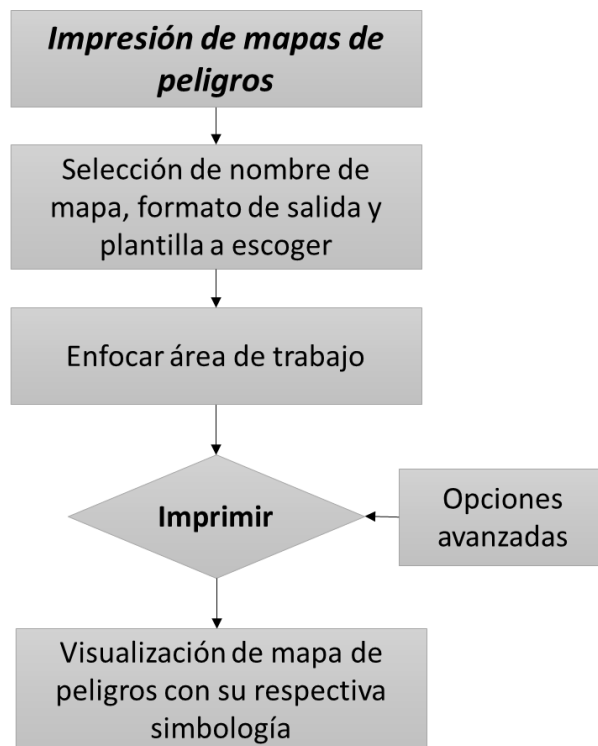 Impresión de mapas de
peligros
Selección de nombre de
mapa, formato de salida y
plantilla a escoger
Enfocar área de trabajo
Imprimir
Opciones
avanzadas
Visualización de mapa de
peligros con su respectiva
simbología